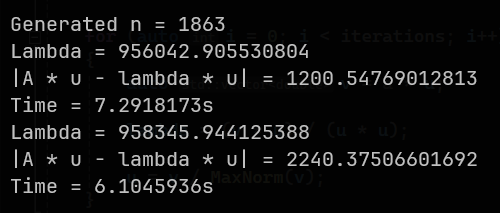 Generated n = 1863
Lambda = 956042.905530804
|A * u - lambda * u| = 1200.54769012813
Time = 7.2918173s
Lambda = 958345.944125388
|A * u - lambda * u| = 2240.37506601692
Time = 6.1045936s